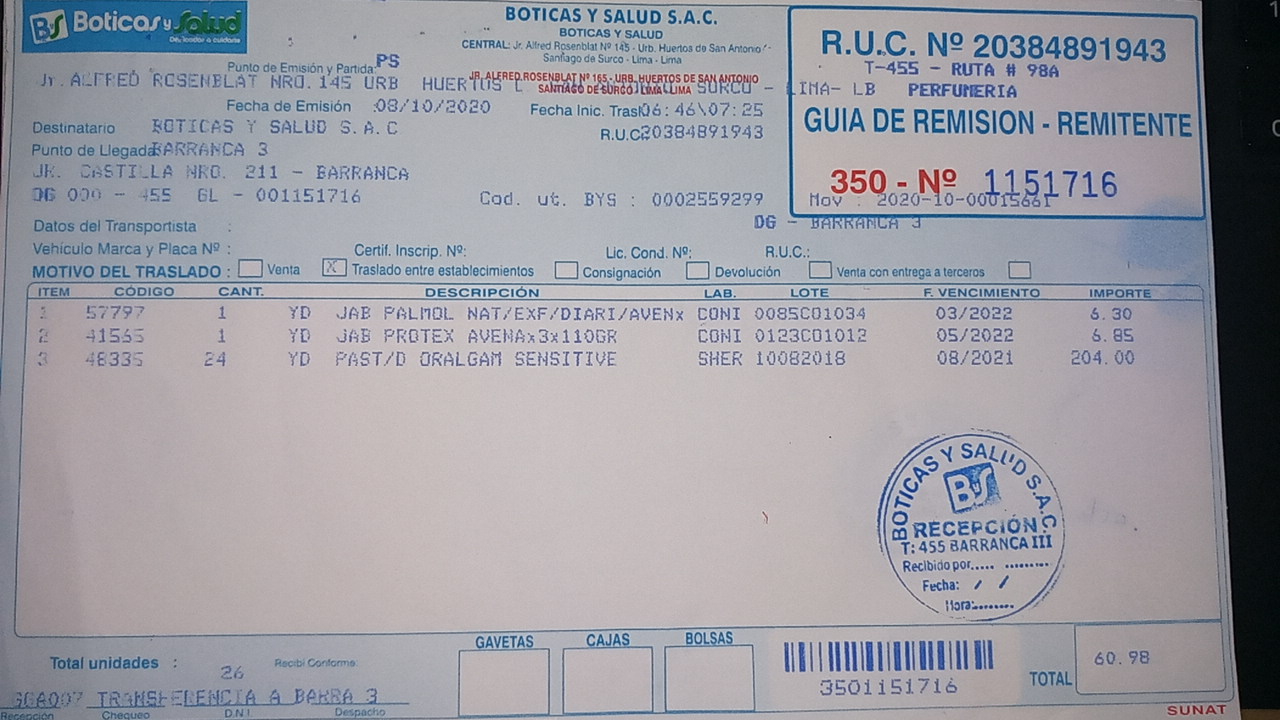 BS Boticas y Salud
BOTICAS Y SALUD S.A.C.
BOTICAS Y SALUD
CENTRAL: Jr. Alfred Rosenblat Nº 145 - Urb. Huertos de San Antonio
Santiago de Surco - Lima - Lima
JR. ALFRED ROSENBLAT Nº 165 - URB. HUERTOS DE SAN ANTONIO
SANTIAGO DE SURCO - LIMA - LIMA
R.U.C. Nº 20384891943
T-455 - RUTA # 98A
PERFUMERIA
GUIA DE REMISION - REMITENTE
350 - Nº 1151716
Mov : 2020-10-00015661
DG - BARRANCA 3
Punto de Emisión y Partida: PS
Jr. ALFRED ROSENBLAT NRO. 145 URB HUERTOS SURCO - LIMA- LB
Fecha de Emisión :08/10/2020 Fecha Inic. Trasl 06:46\07:25
Destinatario BOTICAS Y SALUD S.A.C R.U.C. 20384891943
Punto de Llegada: BARRANCA 3
JR. CASTILLA NRO. 211 - BARRANCA
DG 000 - 455 GL - 001151716 Cod. ut. BYS : 0002559299
Datos del Transportista :
Vehículo Marca y Placa Nº : Certif. Inscrip. Nº: Lic. Cond. Nº: R.U.C.:
MOTIVO DEL TRASLADO : Venta X Traslado entre establecimientos Consignación Devolución Venta con entrega a terceros
ITEM CÓDIGO CANT. DESCRIPCIÓN LAB. LOTE F. VENCIMIENTO IMPORTE
1 57797 1 YD JAB PALMOL NAT/EXF/DIARI/AVENx CONI 0085CO1034 03/2022 6.30
2 41565 1 YD JAB PROTEX AVENAx3x110GR CONI 0123CO1012 05/2022 6.85
3 48335 24 YD PAST/D ORALGAM SENSITIVE SHER 10082018 08/2021 204.00
BOTICAS Y SALUD S.A.C.
BS
RECEPCIÓN
T: 455 BARRANCA III
Recibido por..... ..........
Fecha: / /
Hora:.........
Total unidades : 26 Recibí Conforme:
GAVETAS CAJAS BOLSAS
3501151716
TOTAL 60.98
TRANSFERENCIA A BARRA 3
Recepción Chequeo D.N.I. Despacho
SUNAT